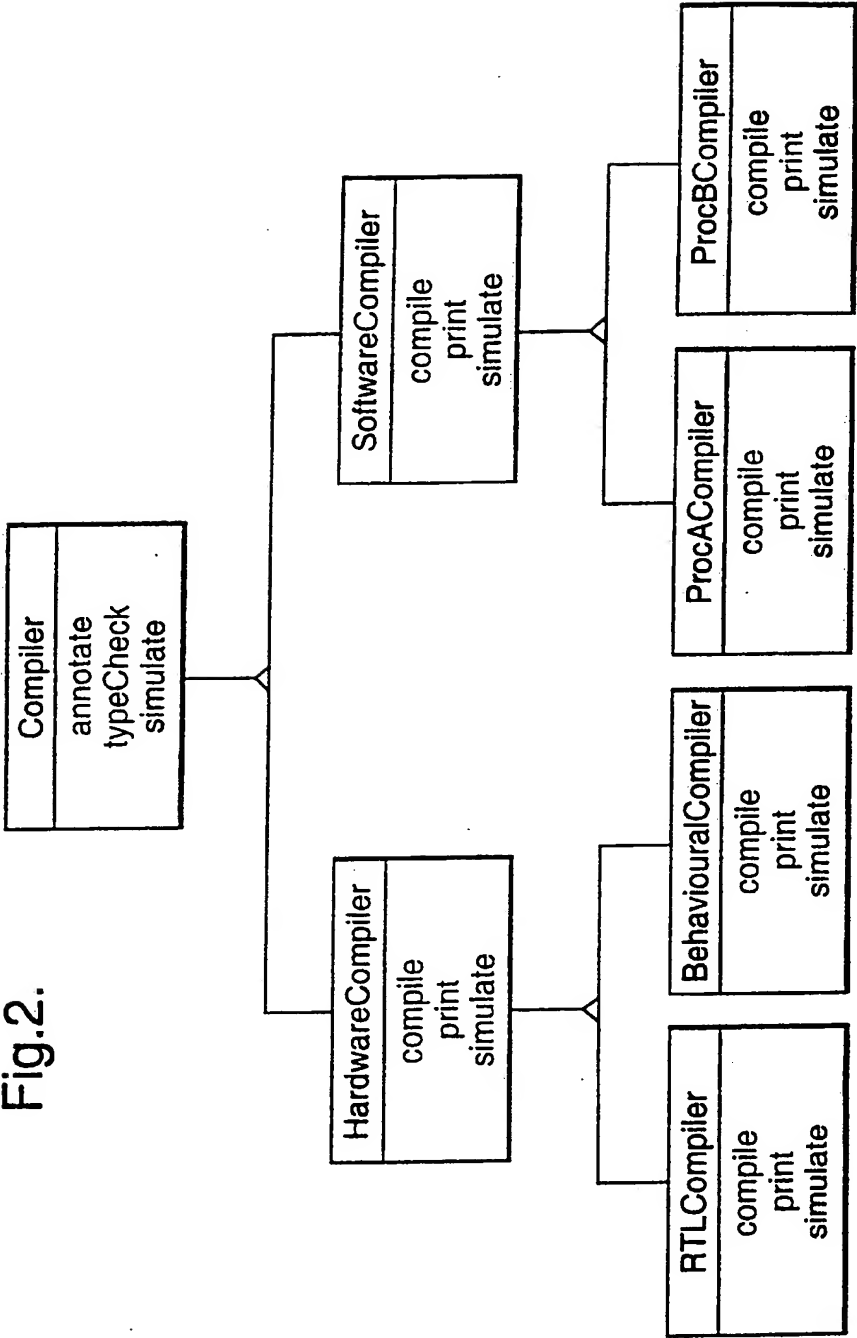 Fig.2.
Compiler
annotate
typeCheck
simulate
HardwareCompiler
compile
print
simulate
SoftwareCompiler
compile
print
simulate
RTLCompiler
compile
print
simulate
BehaviouralCompiler
compile
print
simulate
ProcACompiler
compile
print
simulate
ProcBCompiler
compile
print
simulate